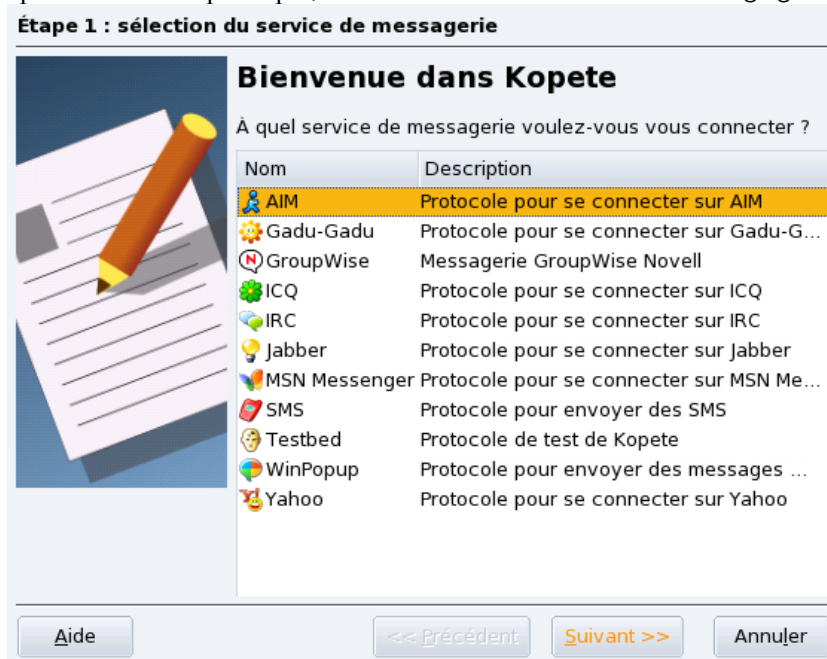 Étape 1 : sélection du service de messagerie
Bienvenue dans Kopete
À quel service de messagerie voulez-vous vous connecter ?
Nom Description
AIM Protocole pour se connecter sur AIM
Gadu-Gadu Protocole pour se connecter sur Gadu-G...
GroupWise Messagerie GroupWise Novell
ICQ Protocole pour se connecter sur ICQ
IRC Protocole pour se connecter sur IRC
Jabber Protocole pour se connecter sur Jabber
MSN Messenger Protocole pour se connecter sur MSN Me...
SMS Protocole pour envoyer des SMS
Testbed Protocole de test de Kopete
WinPopup Protocole pour envoyer des messages ...
Yahoo Protocole pour se connecter sur Yahoo
Aide << Précédent Suivant >> Annuler